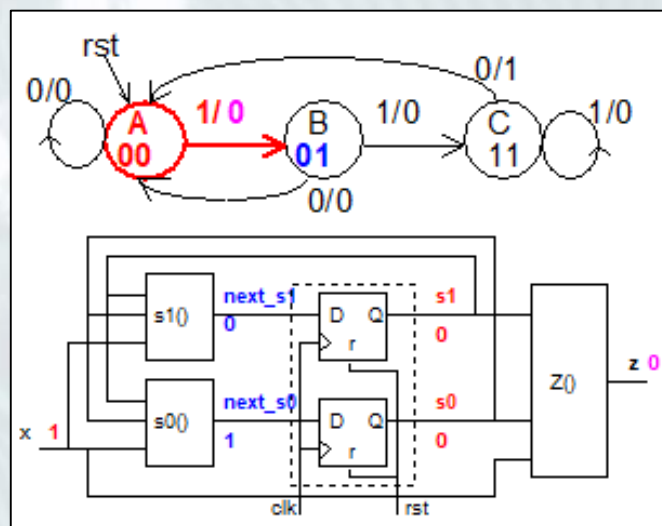 rst
0/0
A
00
1/0
B
01
1/0
0/1
C
11
1/0
0/0
s1()
next_s1
0
D Q
r
s1
0
s0()
next_s0
1
D Q
r
s0
0
Z()
z 0
x 1
clk
rst